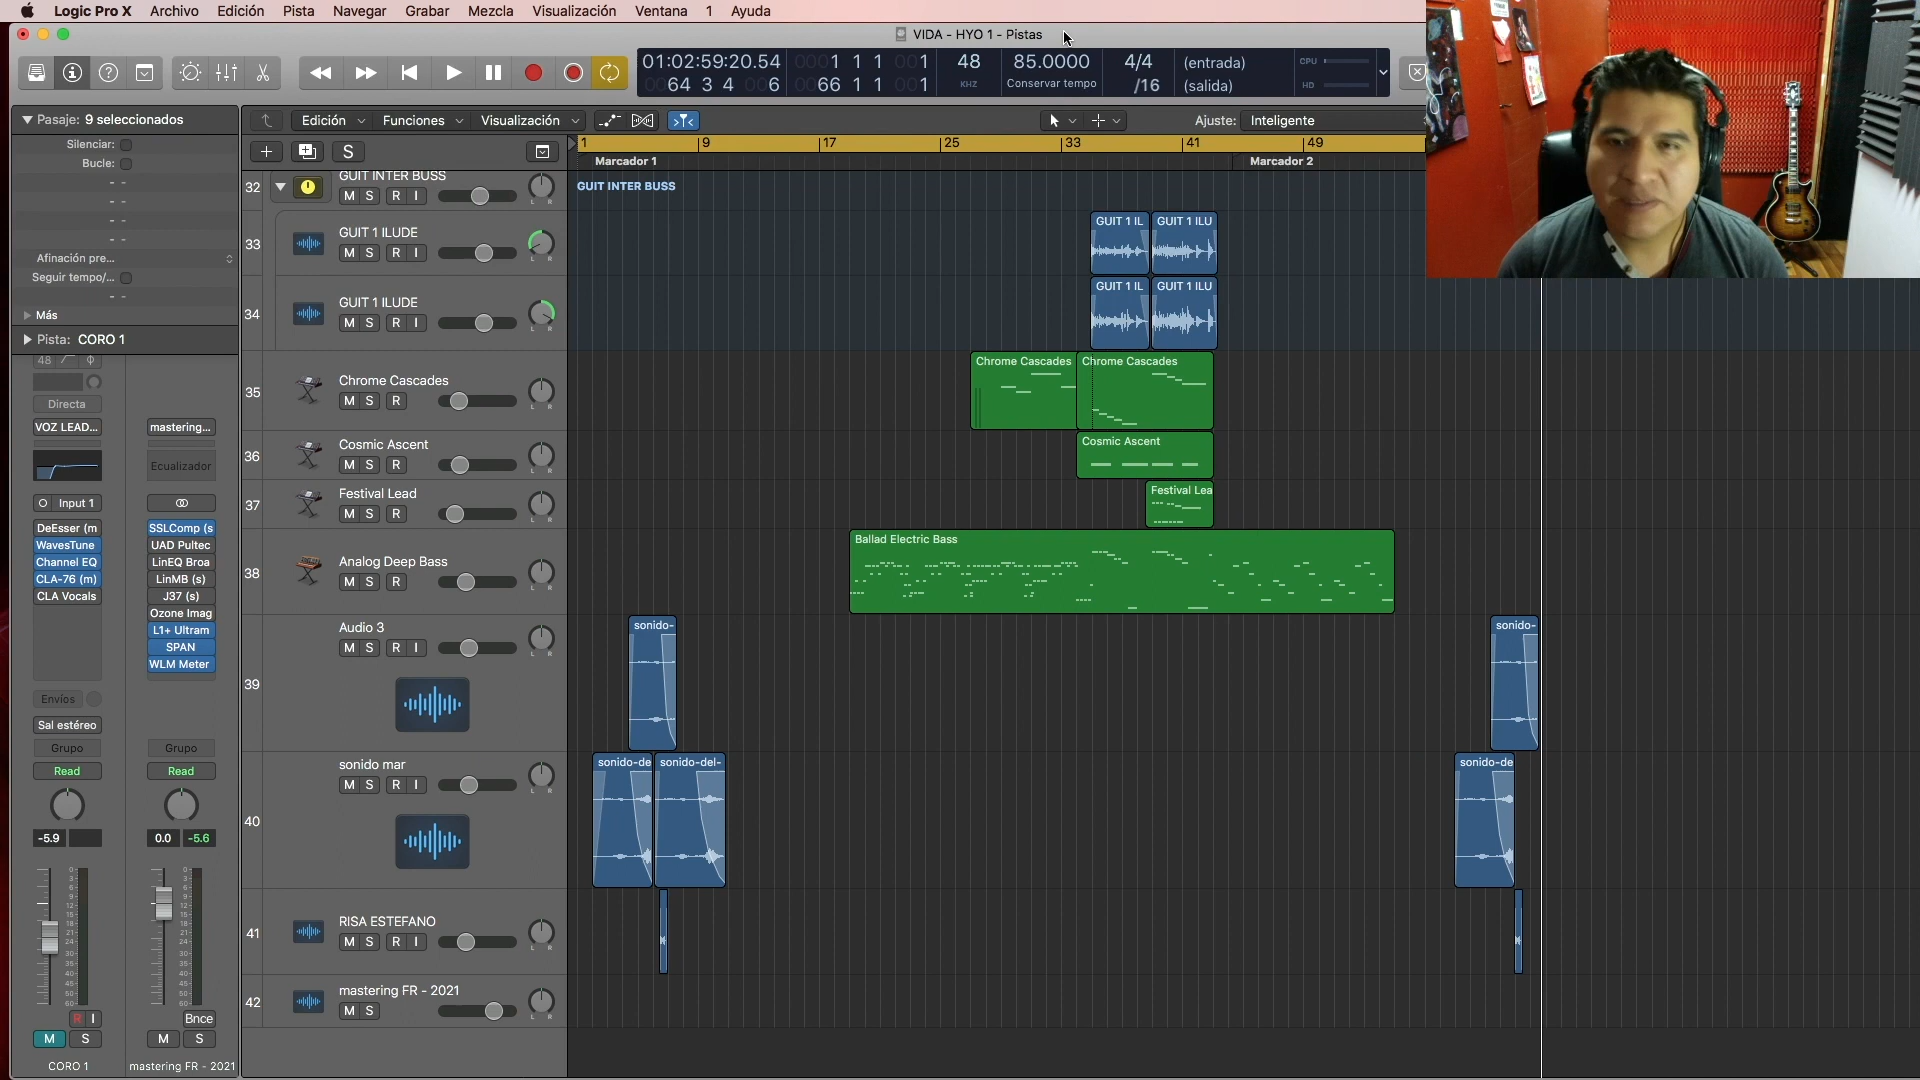 Logic Pro X Archivo Edición Pista Navegar Grabar Mezcla Visualización Ventana 1 Ayuda
VIDA - HYO 1 - Pistas
01:02:59:20.54 0001 1 1 001 48 85.0000 4/4 (entrada) CPU
0064 3 4 006 0066 1 1 001 KHZ Conservar tempo /16 (salida) HD
Pasaje: 9 seleccionados
Silenciar:
Bucle:
Afinación pre...
Seguir tempo/...
Más
Pista: CORO 1
48
Directa
VOZ LEAD... mastering...
Ecualizador
Input 1
DeEsser (m SSLComp (s
WavesTune UAD Pultec
Channel EQ LinEQ Broa
CLA-76 (m) LinMB (s)
CLA Vocals J37 (s)
Ozone Imag
L1+ Ultram
SPAN
WLM Meter
Envíos
Sal estéreo
Grupo Grupo
Read Read
-5.9 0.0 -5.6
R I Bnce
M S M S
CORO 1 mastering FR - 2021
Edición Funciones Visualización Ajuste: Inteligente
S
1 9 17 25 33 41 49
Marcador 1 Marcador 2
32 GUIT INTER BUSS
M S R I
GUIT INTER BUSS
33 GUIT 1 ILUDE
M S R I
L R
GUIT 1 IL GUIT 1 ILU
34 GUIT 1 ILUDE
M S R I
L R
GUIT 1 IL GUIT 1 ILU
35 Chrome Cascades
M S R
L R
Chrome Cascades Chrome Cascades
36 Cosmic Ascent
M S R
L R
Cosmic Ascent
37 Festival Lead
M S R
L R
Festival Lea
38 Analog Deep Bass
M S R
L R
Ballad Electric Bass
39 Audio 3
M S R I
L R
sonido- sonido-
40 sonido mar
M S R I
L R
sonido-de sonido-del- sonido-de
41 RISA ESTEFANO
M S R I
L R
42 mastering FR - 2021
M S
L R